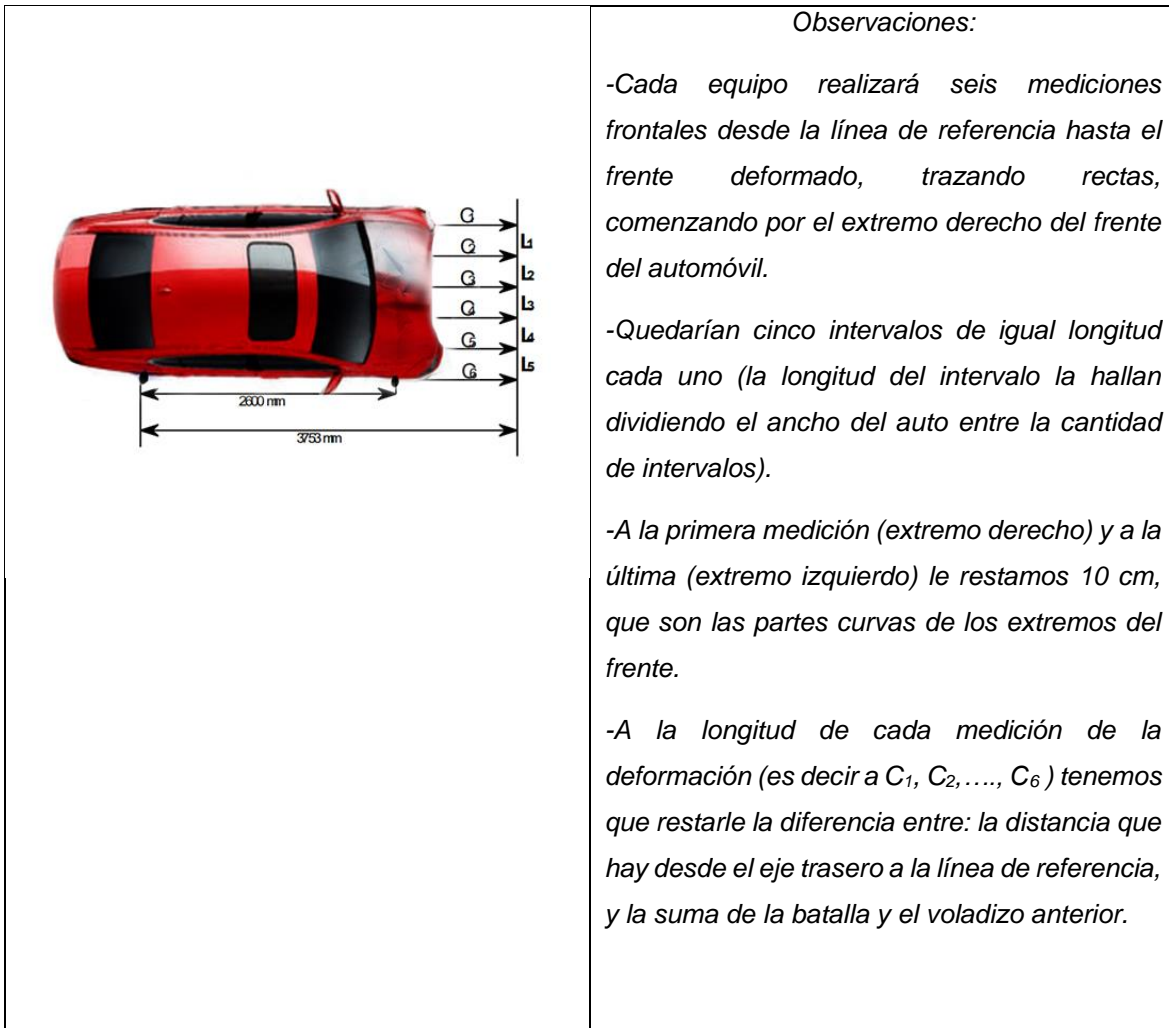 C1
C2
L1
C3
L2
C4
L3
C5
L4
C6
L5
2600 mm
3753 mm
Observaciones:
-Cada equipo realizará seis mediciones
frontales desde la línea de referencia hasta el
frente deformado, trazando rectas,
comenzando por el extremo derecho del frente
del automóvil.
-Quedarían cinco intervalos de igual longitud
cada uno (la longitud del intervalo la hallan
dividiendo el ancho del auto entre la cantidad
de intervalos).
-A la primera medición (extremo derecho) y a la
última (extremo izquierdo) le restamos 10 cm,
que son las partes curvas de los extremos del
frente.
-A la longitud de cada medición de la
deformación (es decir a C₁, C₂,…., C₆ ) tenemos
que restarle la diferencia entre: la distancia que
hay desde el eje trasero a la línea de referencia,
y la suma de la batalla y el voladizo anterior.